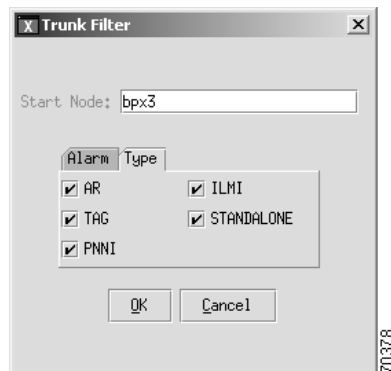 X Trunk Filter X
Start Node: bpx3
Alarm Type
AR ILMI
TAG STANDALONE
PNNI
OK Cancel
70378